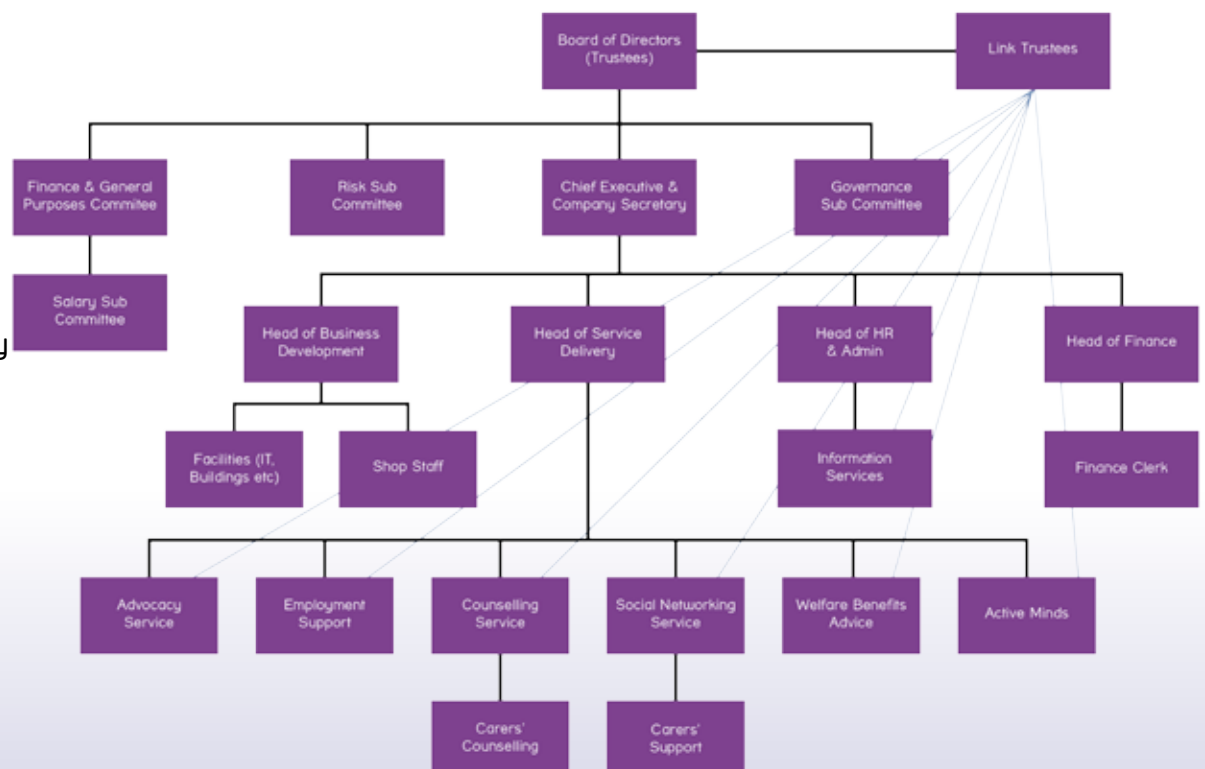 Board of Directors
(Trustees)
Link Trustees
Finance & General
Purposes Commitee
Risk Sub
Committee
Chief Executive &
Company Secretary
Governance
Sub Committee
Salary Sub
Committee
y
Head of Business
Development
Head of Service
Delivery
Head of HR
& Admin
Head of Finance
Facilities (IT,
Buildings etc)
Shop Staff
Information
Services
Finance Clerk
Advocacy
Service
Employment
Support
Counselling
Service
Social Networking
Service
Welfare Benefits
Advice
Active Minds
Carers'
Counselling
Carers'
Support